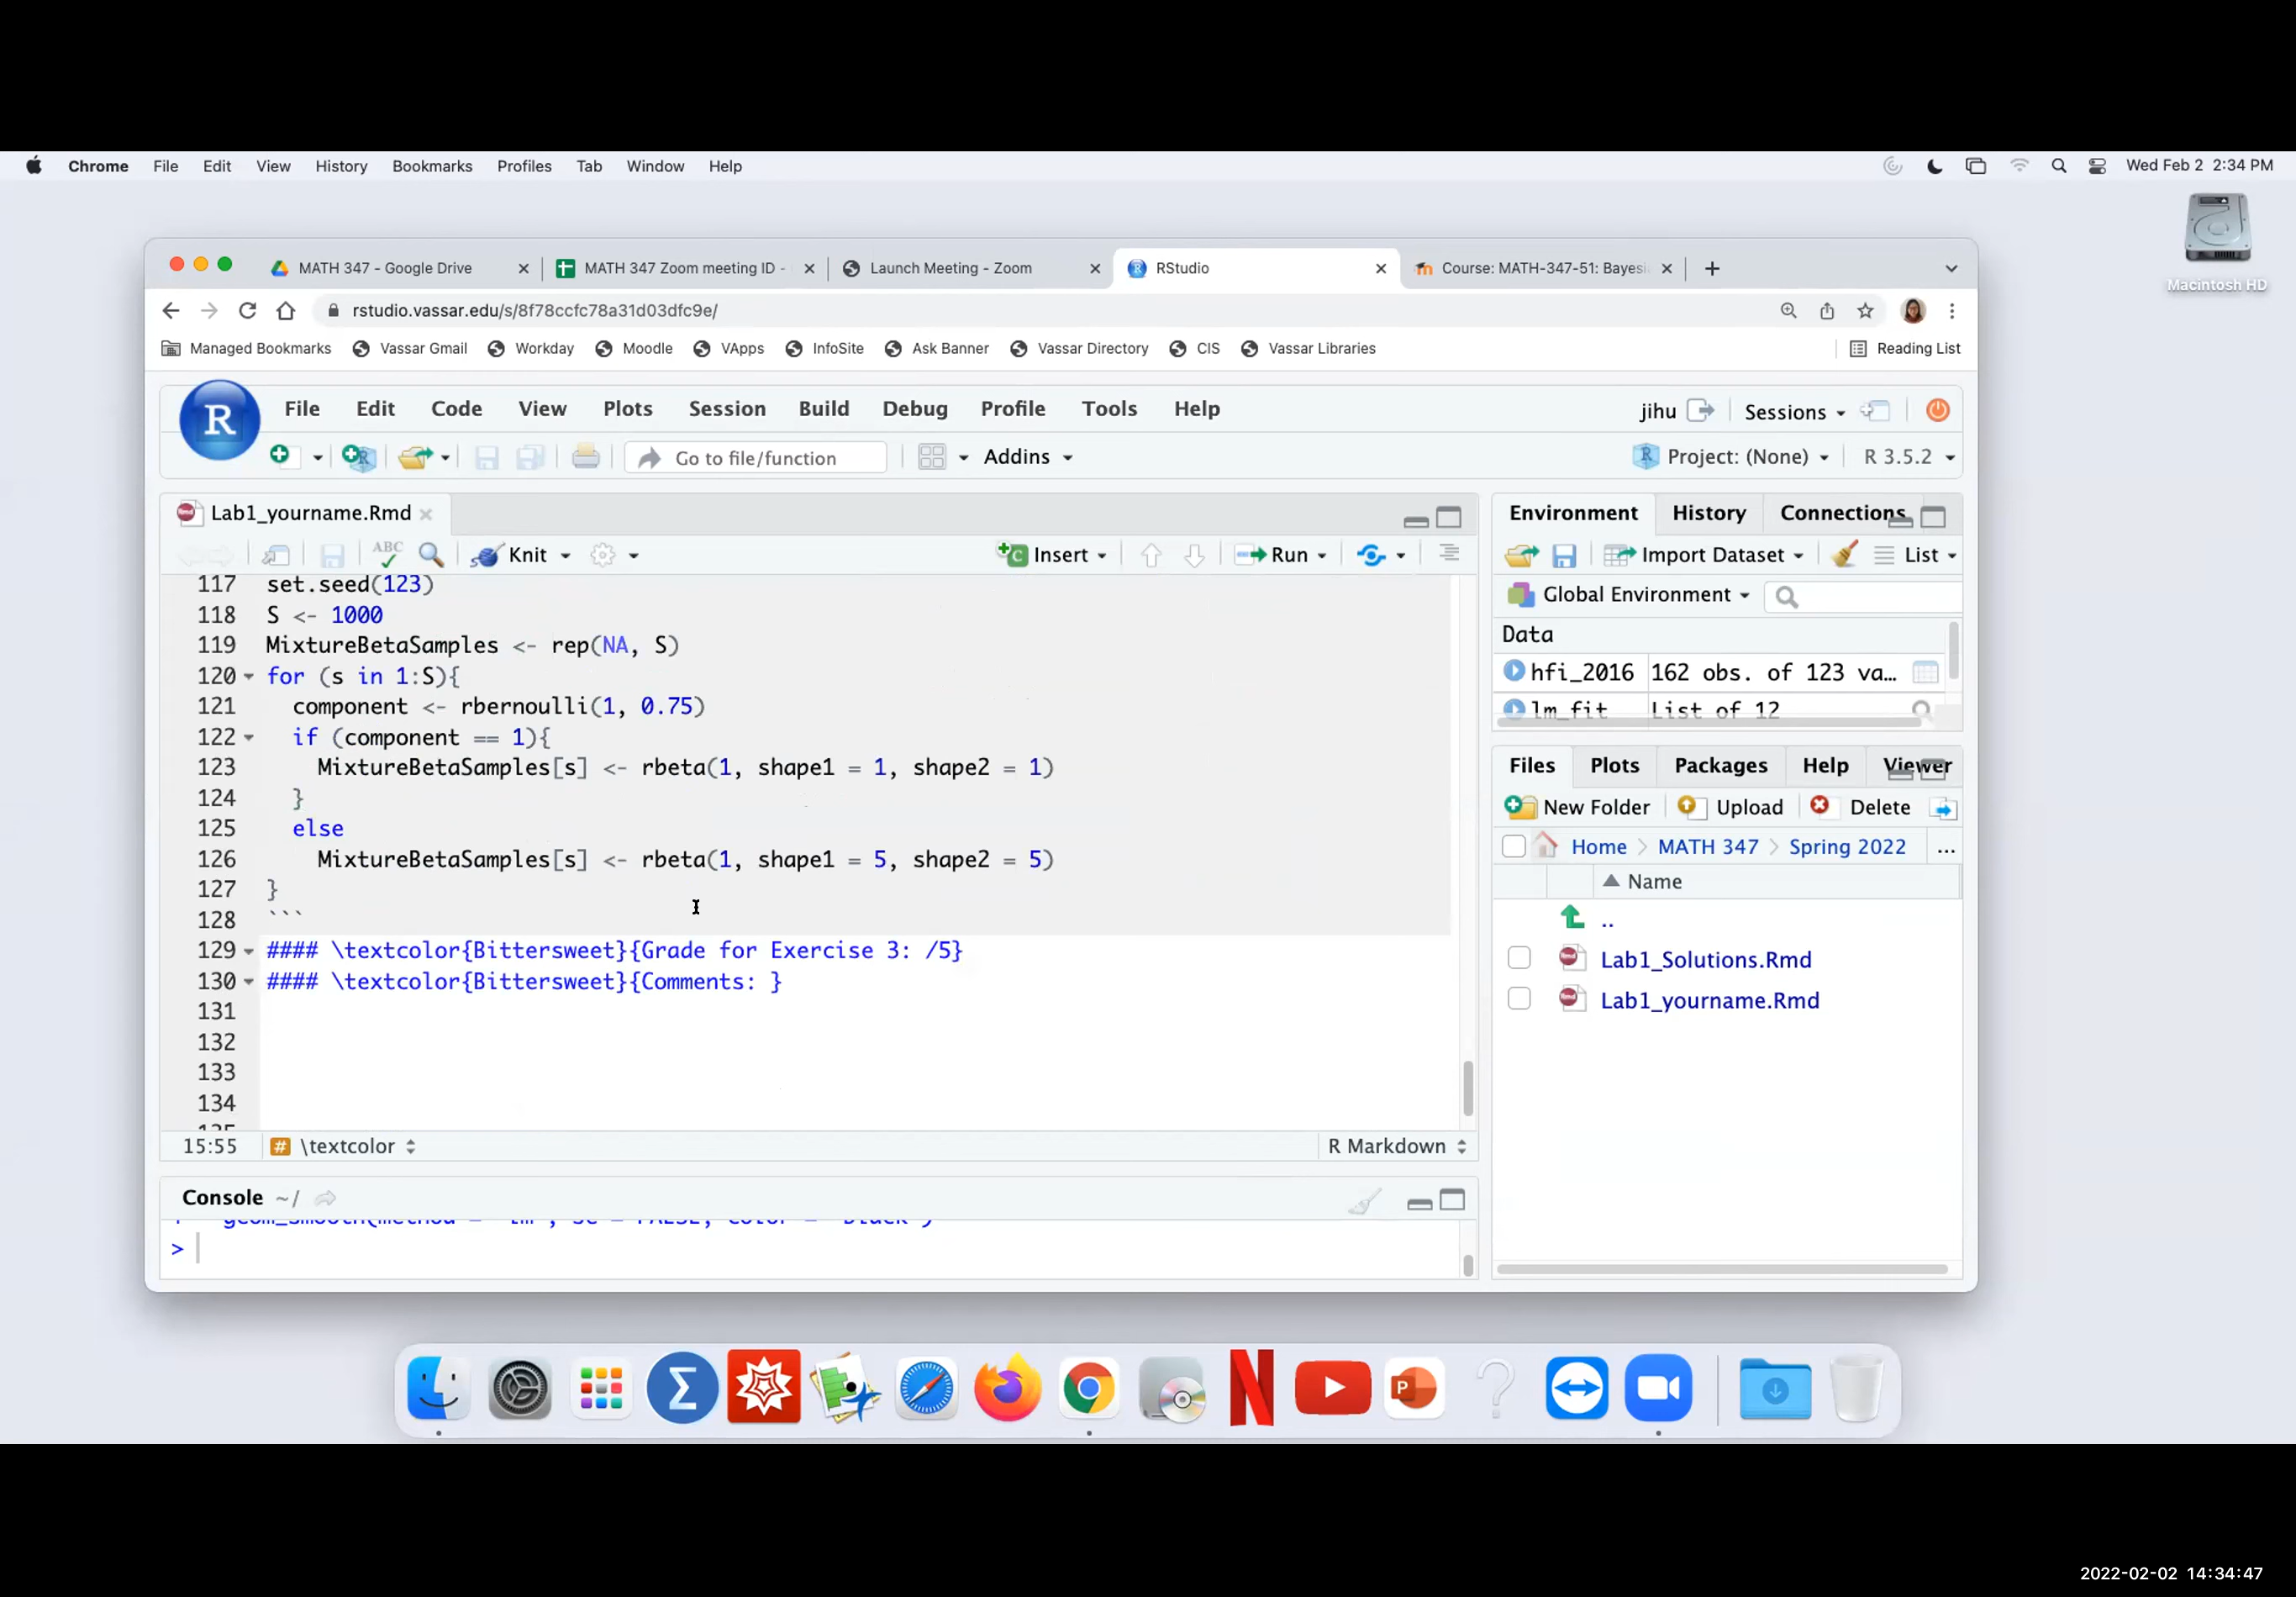 Chrome File Edit View History Bookmarks Profiles Tab Window Help Wed Feb 2 2:34 PM
Macintosh HD
MATH 347 - Google Drive MATH 347 Zoom meeting ID - Launch Meeting - Zoom RStudio Course: MATH-347-51: Bayesi
rstudio.vassar.edu/s/8f78ccfc78a31d03dfc9e/
Managed Bookmarks Vassar Gmail Workday Moodle VApps InfoSite Ask Banner Vassar Directory CIS Vassar Libraries Reading List
R File Edit Code View Plots Session Build Debug Profile Tools Help jihu Sessions
Go to file/function Addins Project: (None) R 3.5.2
Lab1_yourname.Rmd
ABC Knit Insert Run
117 set.seed(123)
118 S <- 1000
119 MixtureBetaSamples <- rep(NA, S)
120 for (s in 1:S){
121 component <- rbernoulli(1, 0.75)
122 if (component == 1){
123 MixtureBetaSamples[s] <- rbeta(1, shape1 = 1, shape2 = 1)
124 }
125 else
126 MixtureBetaSamples[s] <- rbeta(1, shape1 = 5, shape2 = 5)
127 }
128 ```
129 #### \textcolor{Bittersweet}{Grade for Exercise 3: /5}
130 #### \textcolor{Bittersweet}{Comments: }
131
132
133
134
15:55 # \textcolor R Markdown
Console ~/
>
Environment History Connections
Import Dataset List
Global Environment
Data
hfi_2016 162 obs. of 123 va...
lm_fit List of 12
Files Plots Packages Help Viewer
New Folder Upload Delete
Home > MATH 347 > Spring 2022 ...
Name
..
Lab1_Solutions.Rmd
Lab1_yourname.Rmd
2022-02-02 14:34:47